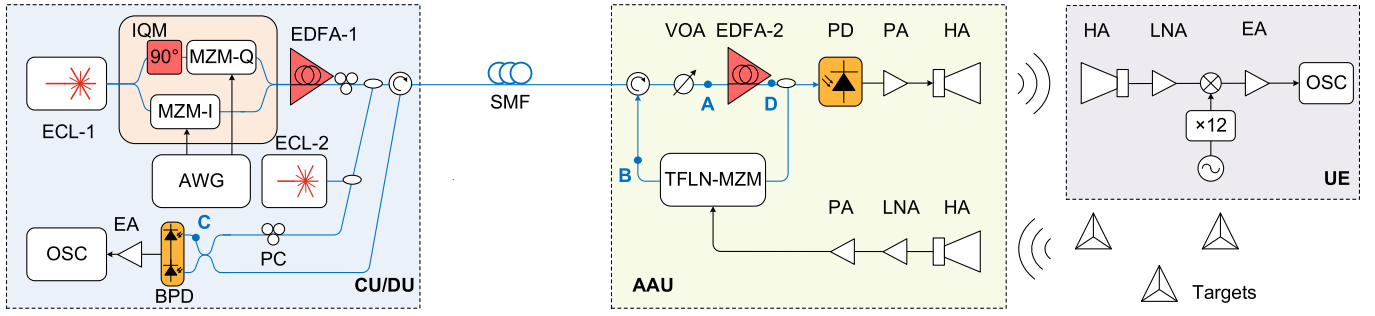 IQM
90°
MZM-Q
MZM-I
ECL-1
EDFA-1
AWG
ECL-2
OSC
EA
BPD
C
PC
CU/DU
SMF
VOA
EDFA-2
PD
PA
HA
A
D
B
TFLN-MZM
PA
LNA
HA
AAU
HA
LNA
EA
OSC
×12
UE
Targets